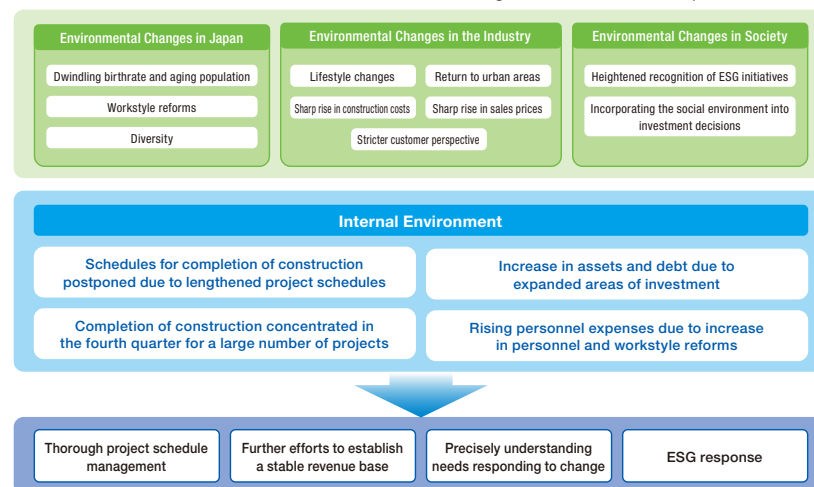 Environmental Changes in Japan
Dwindling birthrate and aging population
Workstyle reforms
Diversity
Environmental Changes in the Industry
Lifestyle changes
Return to urban areas
Sharp rise in construction costs
Sharp rise in sales prices
Stricter customer perspective
Environmental Changes in Society
Heightened recognition of ESG initiatives
Incorporating the social environment into
investment decisions
Internal Environment
Schedules for completion of construction
postponed due to lengthened project schedules
Increase in assets and debt due to
expanded areas of investment
Completion of construction concentrated in
the fourth quarter for a large number of projects
Rising personnel expenses due to increase
in personnel and workstyle reforms
Thorough project schedule
management
Further efforts to establish
a stable revenue base
Precisely understanding
needs responding to change
ESG response